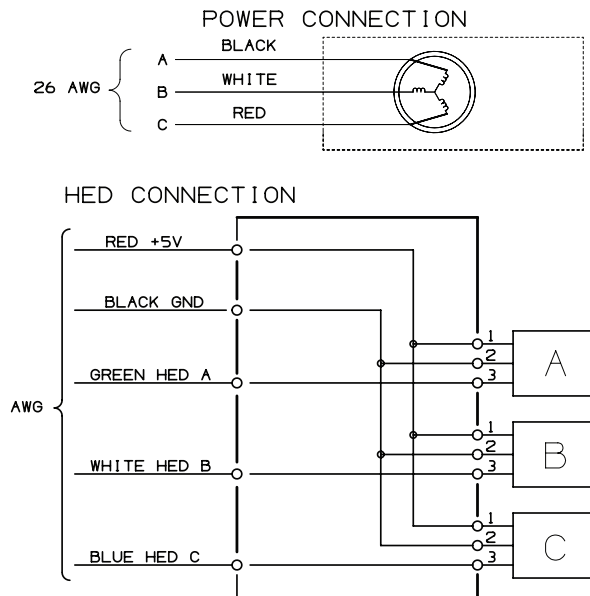 POWER CONNECTION
BLACK
A
26 AWG
WHITE
B
RED
C
HED CONNECTION
RED +5V
BLACK GND
1
2
A
GREEN HED A
3
AWG
1
2
B
WHITE HED B
3
1
2
C
BLUE HED C
3